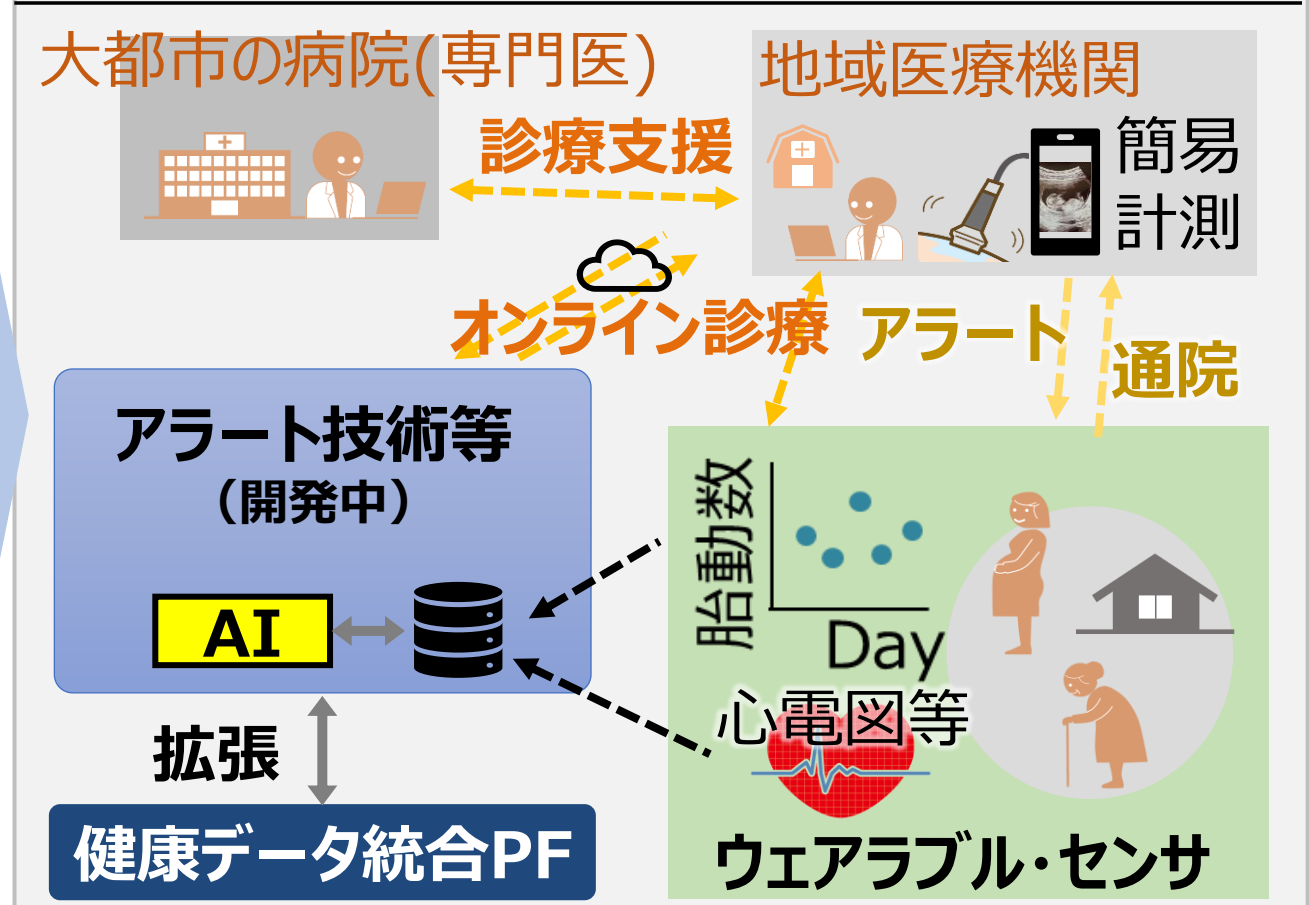 大都市の病院(専門医)
地域医療機関
診療支援
簡易
計測
オンライン診療
アラート
通院
アラート技術等
（開発中）
AI
胎動数
Day
心電図等
ウェアラブル・センサ
拡張
健康データ統合PF